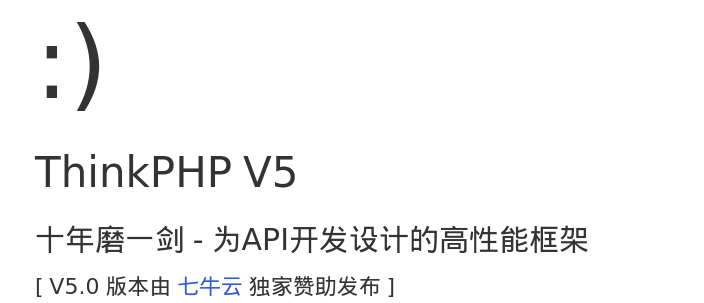 :)
ThinkPHP V5
十年磨一剑 - 为API开发设计的高性能框架
[ V5.0 版本由 七牛云 独家赞助发布 ]